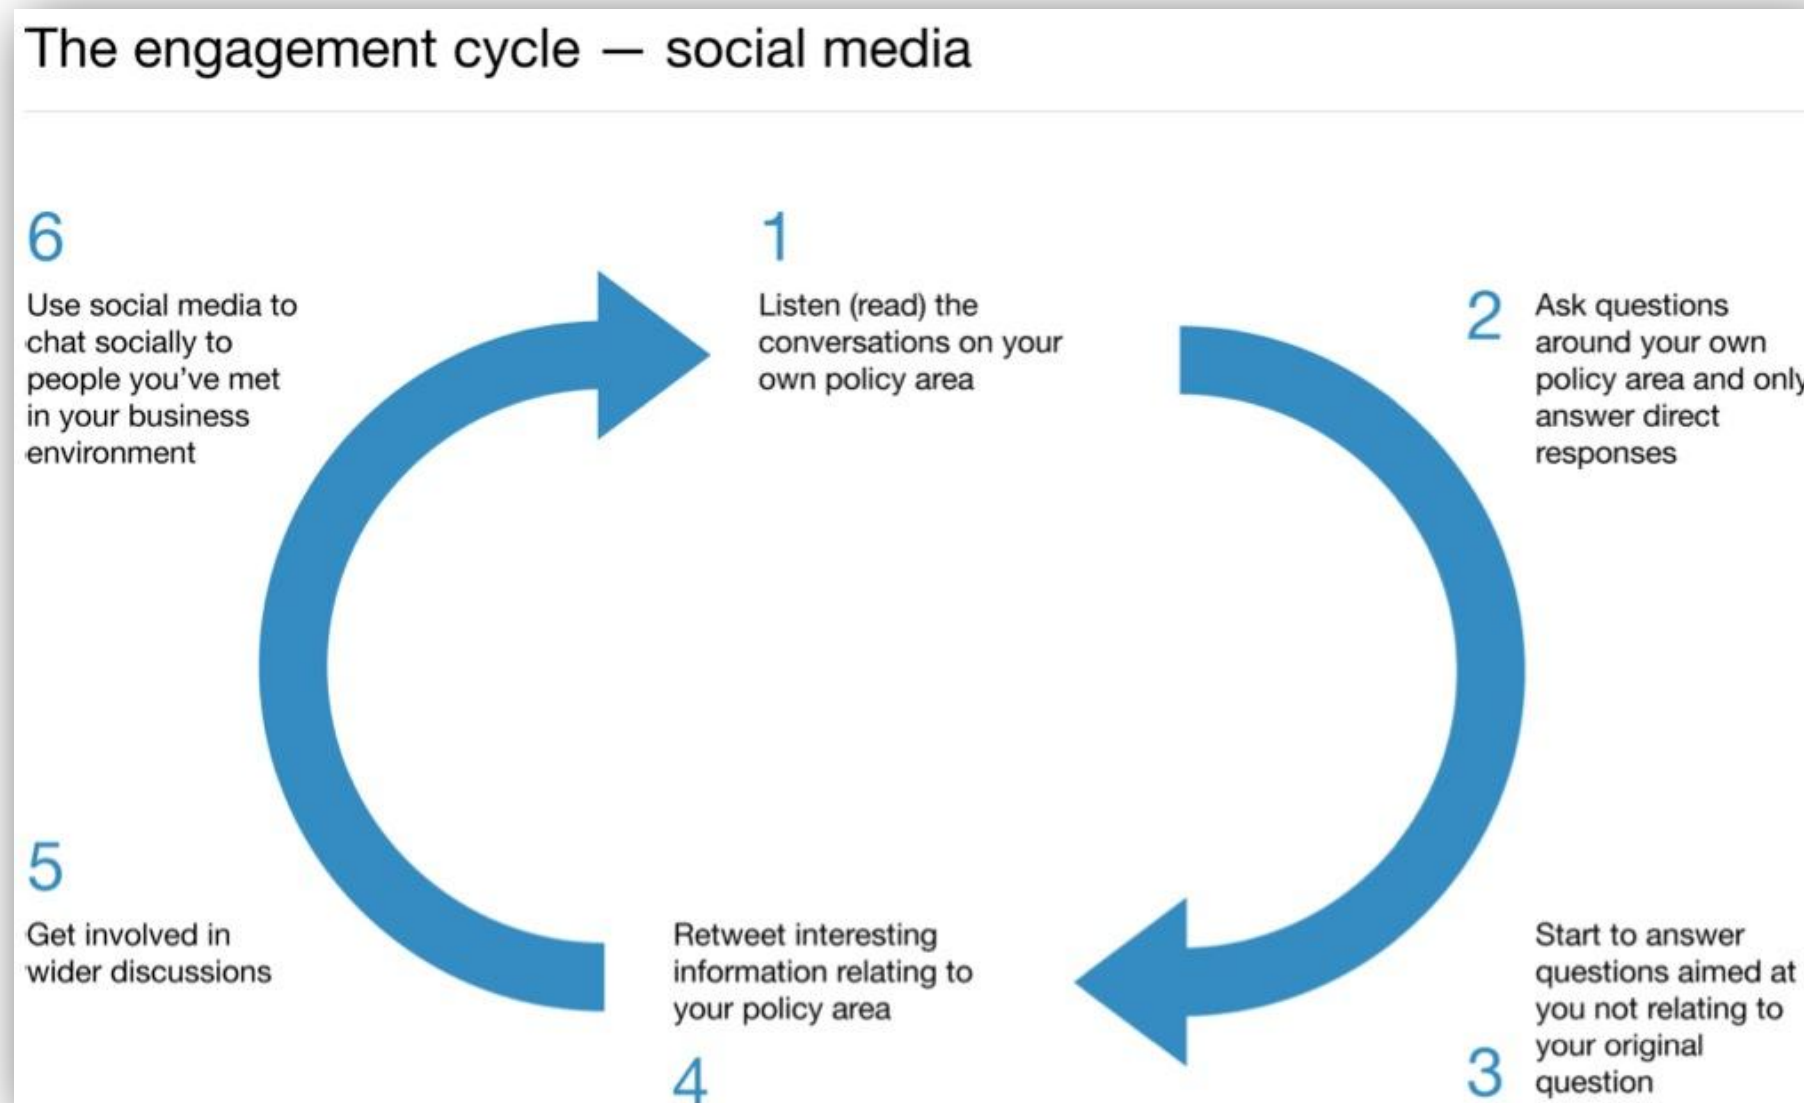 The engagement cycle — social media
1
Listen (read) the
conversations on your
own policy area
2
Ask questions
around your own
policy area and only
answer direct
responses
3
Start to answer
questions aimed at
you not relating to
your original
question
4
Retweet interesting
information relating to
your policy area
5
Get involved in
wider discussions
6
Use social media to
chat socially to
people you've met
in your business
environment